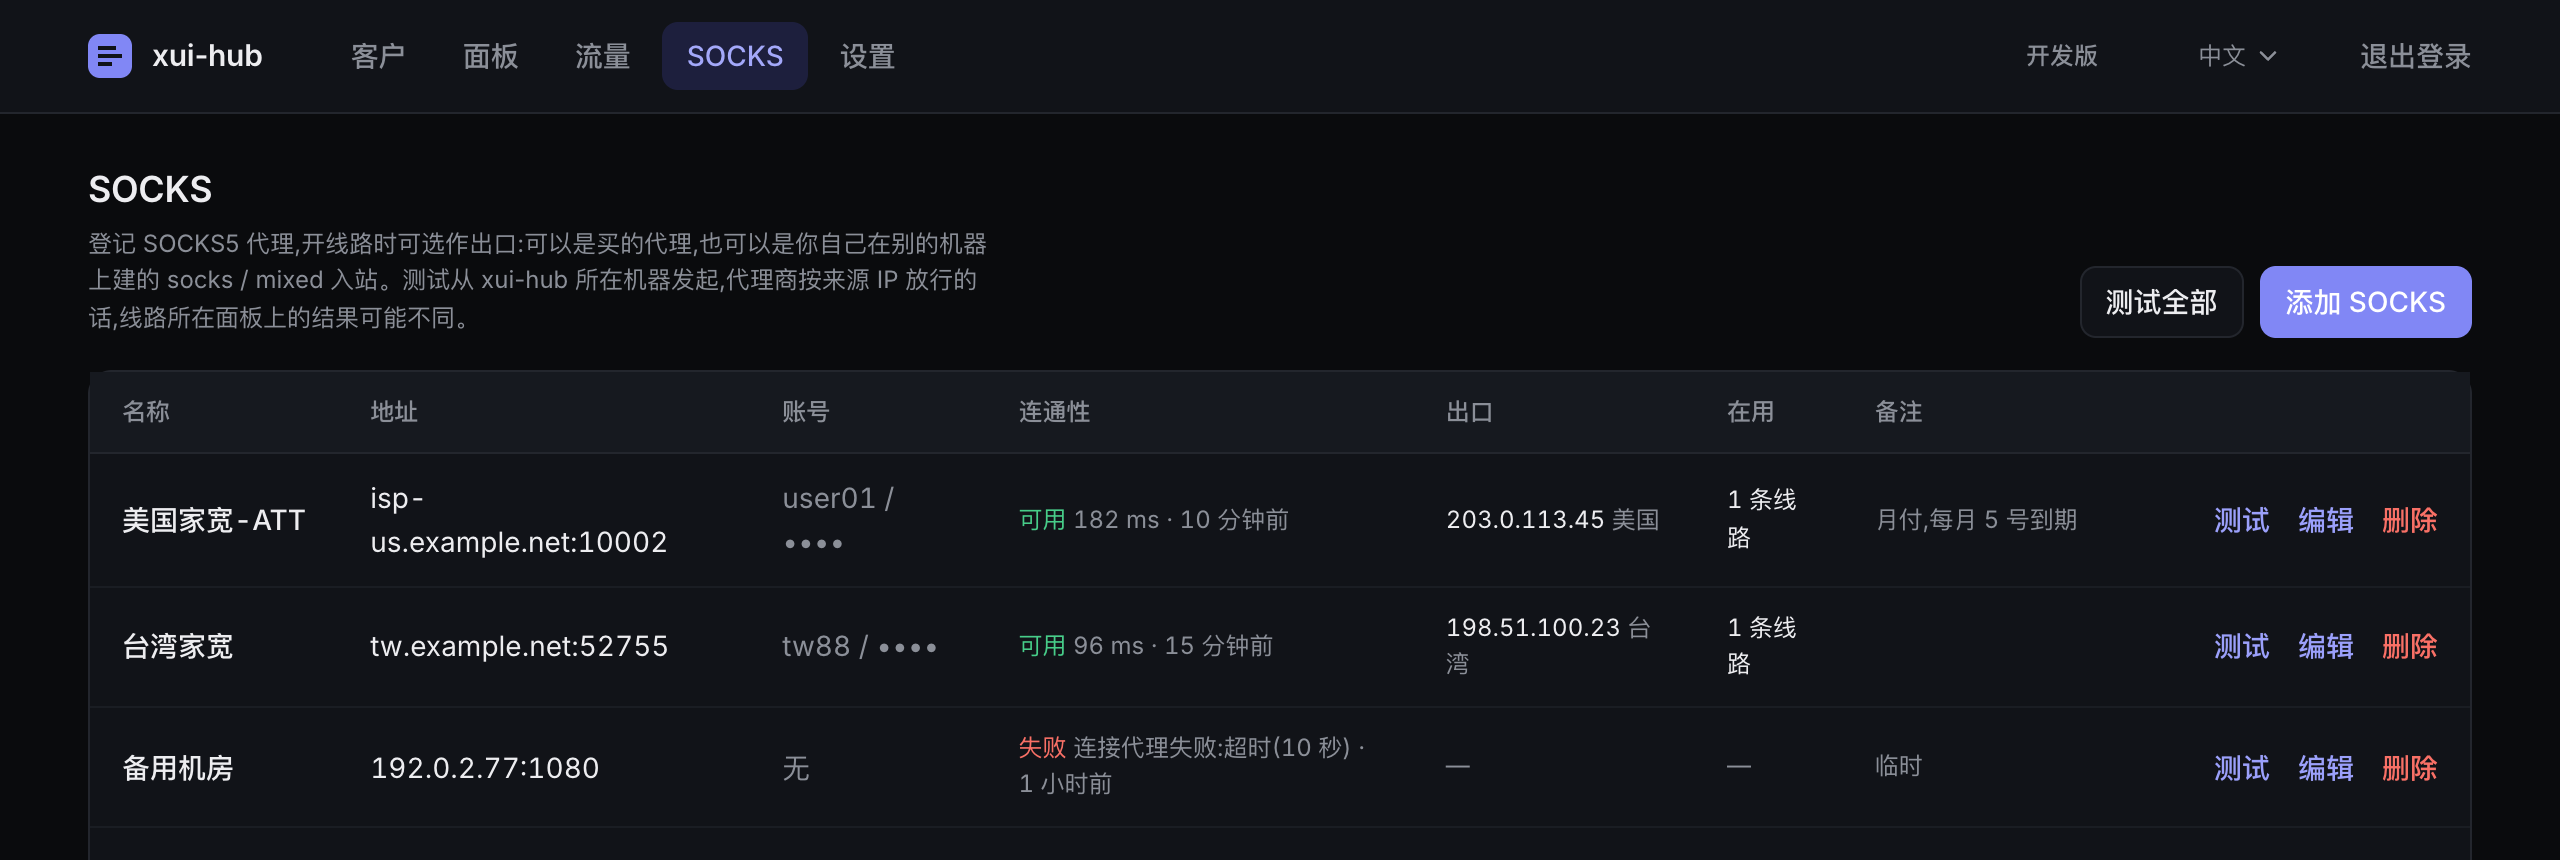 xui-hub 客户 面板 流量 SOCKS 设置 开发版 中文 退出登录
SOCKS
登记 SOCKS5 代理,开线路时可选作出口:可以是买的代理,也可以是你自己在别的机器
上建的 socks / mixed 入站。测试从 xui-hub 所在机器发起,代理商按来源 IP 放行的
话,线路所在面板上的结果可能不同。
测试全部 添加 SOCKS
名称 地址 账号 连通性 出口 在用 备注
美国家宽-ATT isp-
us.example.net:10002 user01 /
•••• 可用 182 ms · 10 分钟前 203.0.113.45 美国 1 条线
路 月付,每月 5 号到期 测试 编辑 删除
台湾家宽 tw.example.net:52755 tw88 / •••• 可用 96 ms · 15 分钟前 198.51.100.23 台
湾 1 条线
路 测试 编辑 删除
备用机房 192.0.2.77:1080 无 失败 连接代理失败:超时(10 秒) ·
1 小时前 — — 临时 测试 编辑 删除